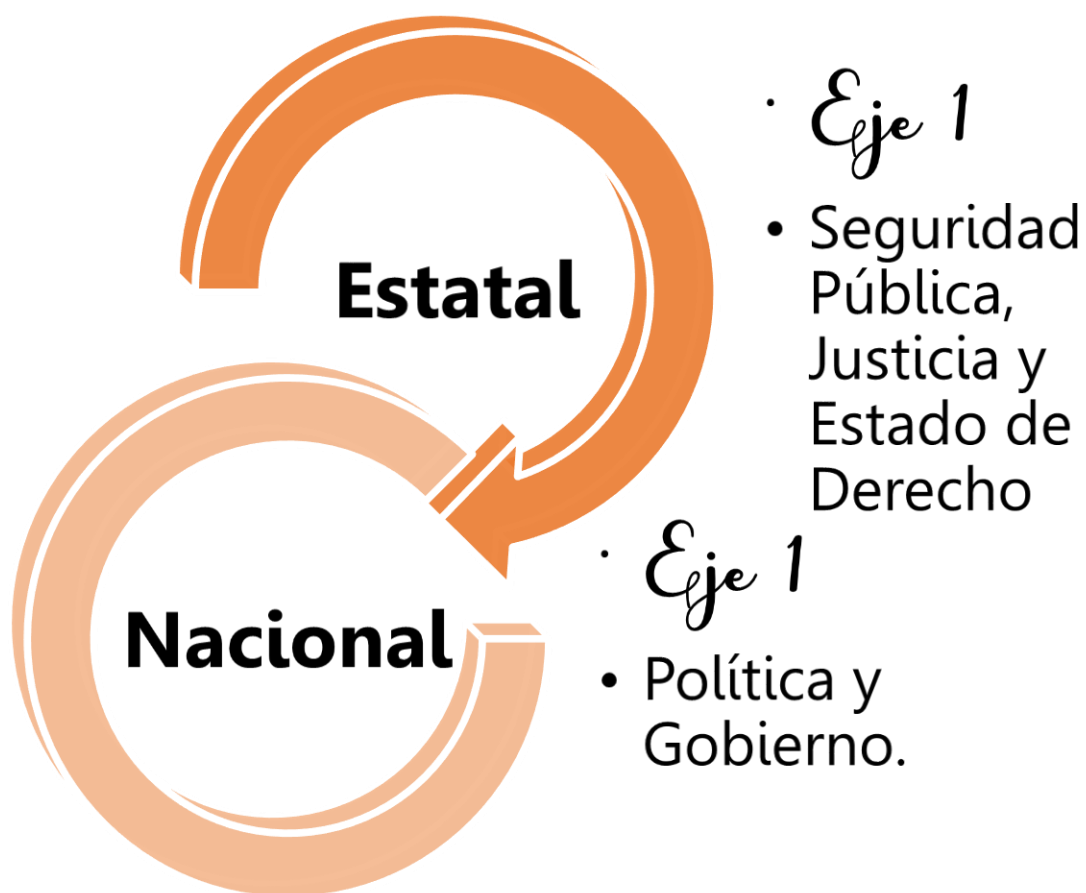 Estatal
· Eje 1
• Seguridad
Pública,
Justicia y
Estado de
Derecho
Nacional
· Eje 1
• Política y
Gobierno.